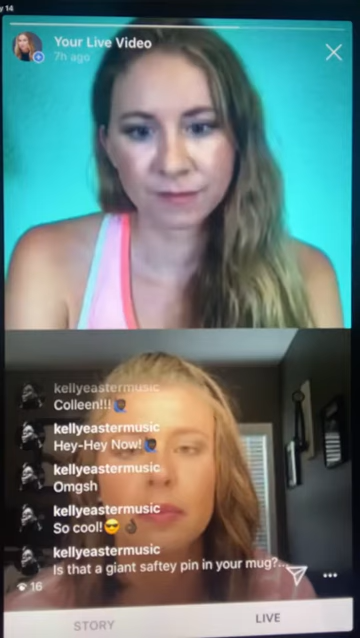 y 14
Your Live Video
7h ago
kellyeastermusic
Colleen!!!
kellyeastermusic
Hey-Hey Now!
kellyeastermusic
Omgsh
kellyeastermusic
So cool!
kellyeastermusic
Is that a giant saftey pin in your mug?...
16
STORY
LIVE